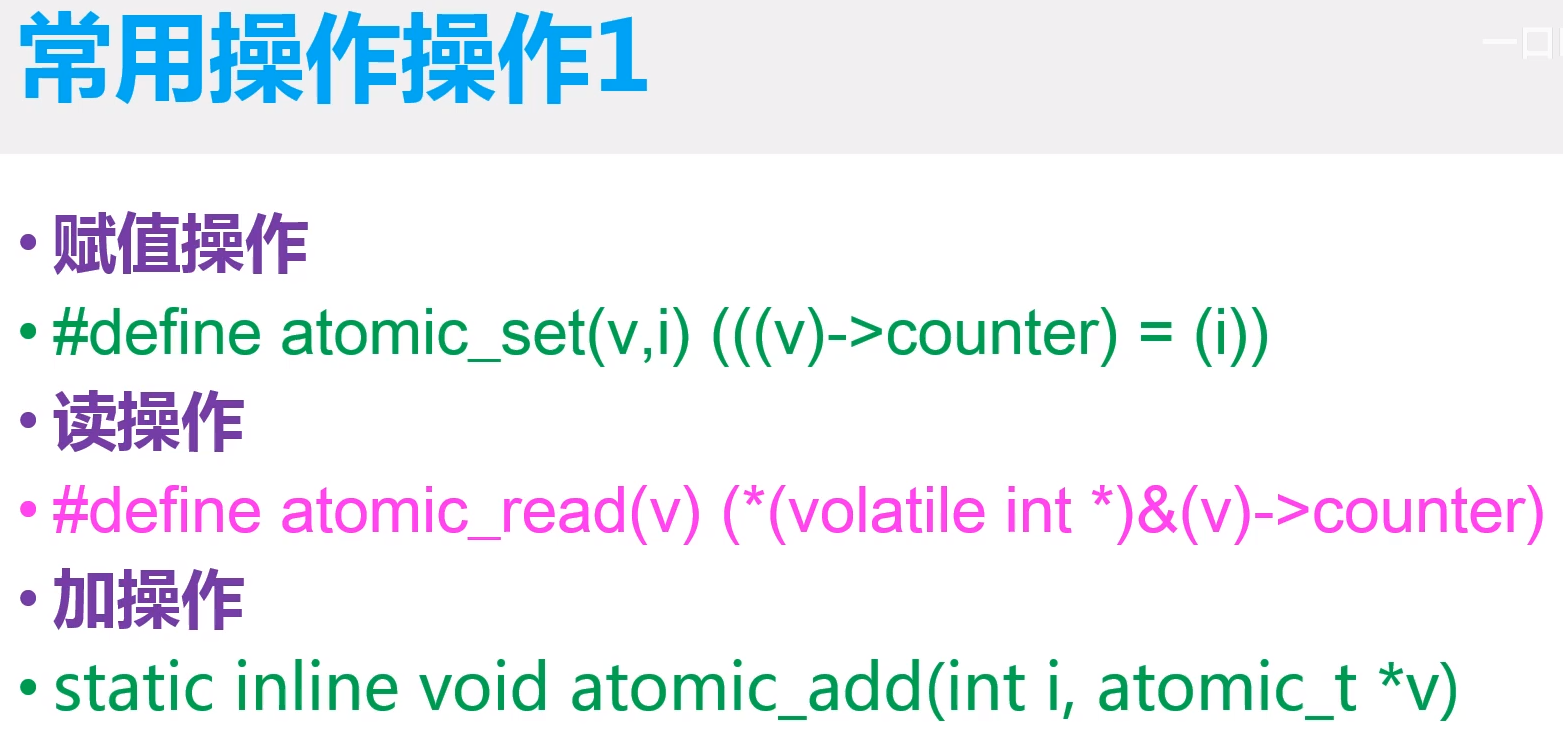 常用操作操作1
• 赋值操作
• #define atomic_set(v,i) (((v)->counter) = (i))
• 读操作
• #define atomic_read(v) (*(volatile int *)&(v)->counter)
• 加操作
• static inline void atomic_add(int i, atomic_t *v)